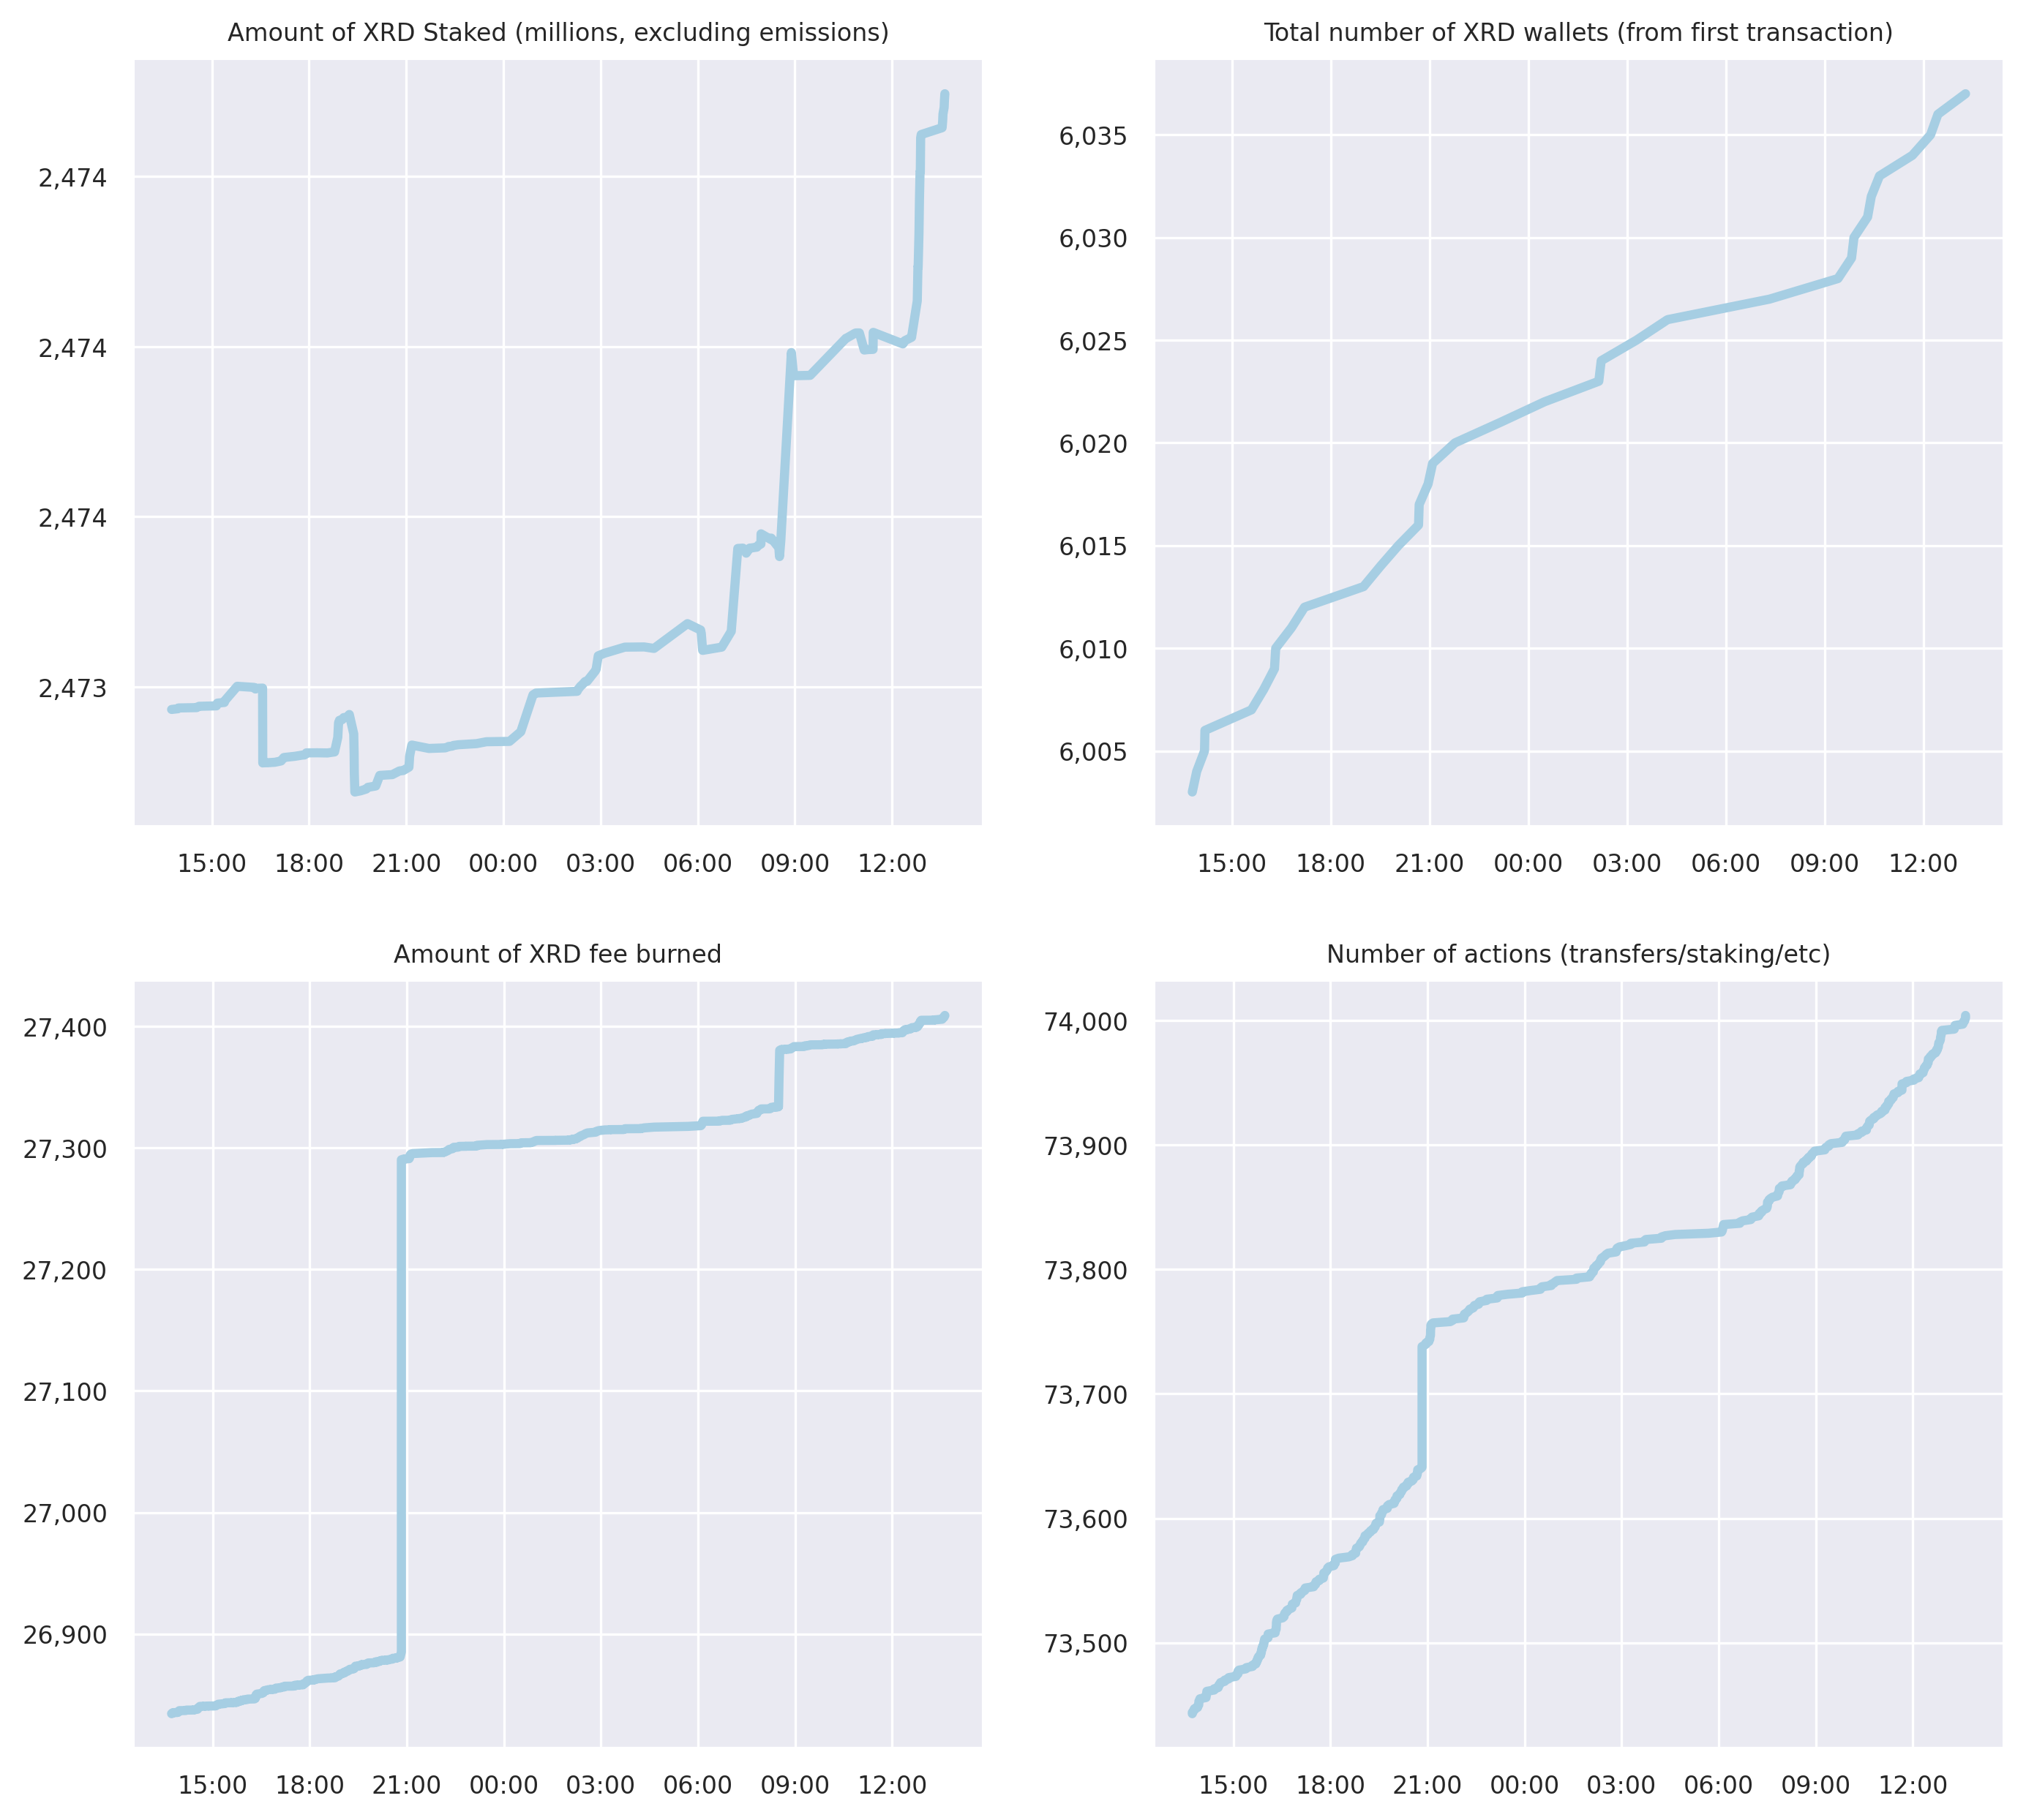 Amount of XRD Staked (millions, excluding emissions)
2,474
2,474
2,474
2,473
15:00 18:00 21:00 00:00 03:00 06:00 09:00 12:00
Total number of XRD wallets (from first transaction)
6,035
6,030
6,025
6,020
6,015
6,010
6,005
15:00 18:00 21:00 00:00 03:00 06:00 09:00 12:00
Amount of XRD fee burned
27,400
27,300
27,200
27,100
27,000
26,900
15:00 18:00 21:00 00:00 03:00 06:00 09:00 12:00
Number of actions (transfers/staking/etc)
74,000
73,900
73,800
73,700
73,600
73,500
15:00 18:00 21:00 00:00 03:00 06:00 09:00 12:00